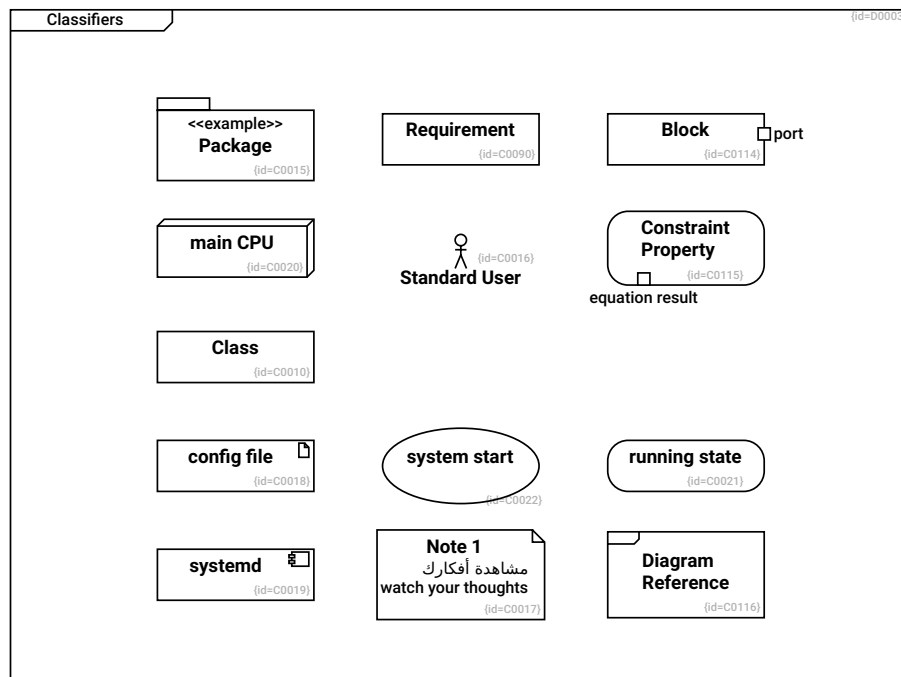 Classifiers
{id=D0003
<<example>>
Package
{id=C0015}
Requirement
{id=C0090}
Block
{id=C0114}
port
main CPU
{id=C0020}
{id=C0016}
Standard User
Constraint
Property
{id=C0115}
equation result
Class
{id=C0010}
config file
{id=C0018}
system start
{id=C0022}
running state
{id=C0021}
systemd
{id=C0019}
Note 1
مشاهدة أفكارك
watch your thoughts
{id=C0017}
Diagram
Reference
{id=C0116}